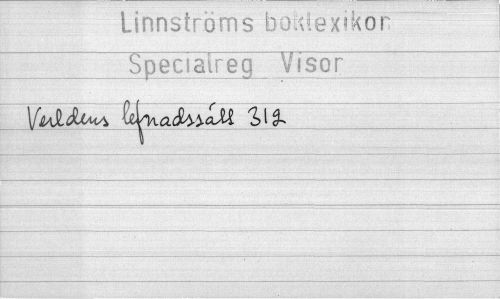 Linnströms boklexikon
Specialreg Visor
Verldens lefnadssätt 312